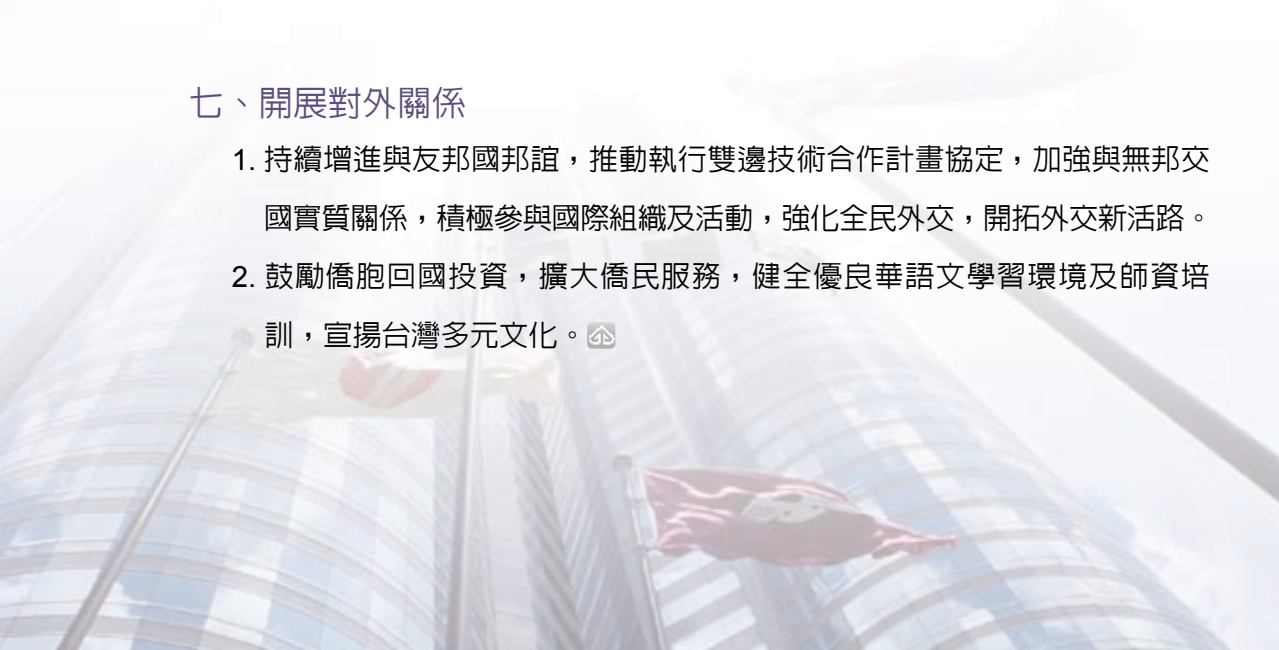 七、開展對外關係
1. 持續增進與友邦國邦誼，推動執行雙邊技術合作計畫協定，加強與無邦交
國實質關係，積極參與國際組織及活動，強化全民外交，開拓外交新活路。
2. 鼓勵僑胞回國投資，擴大僑民服務，健全優良華語文學習環境及師資培
訓，宣揚台灣多元文化。